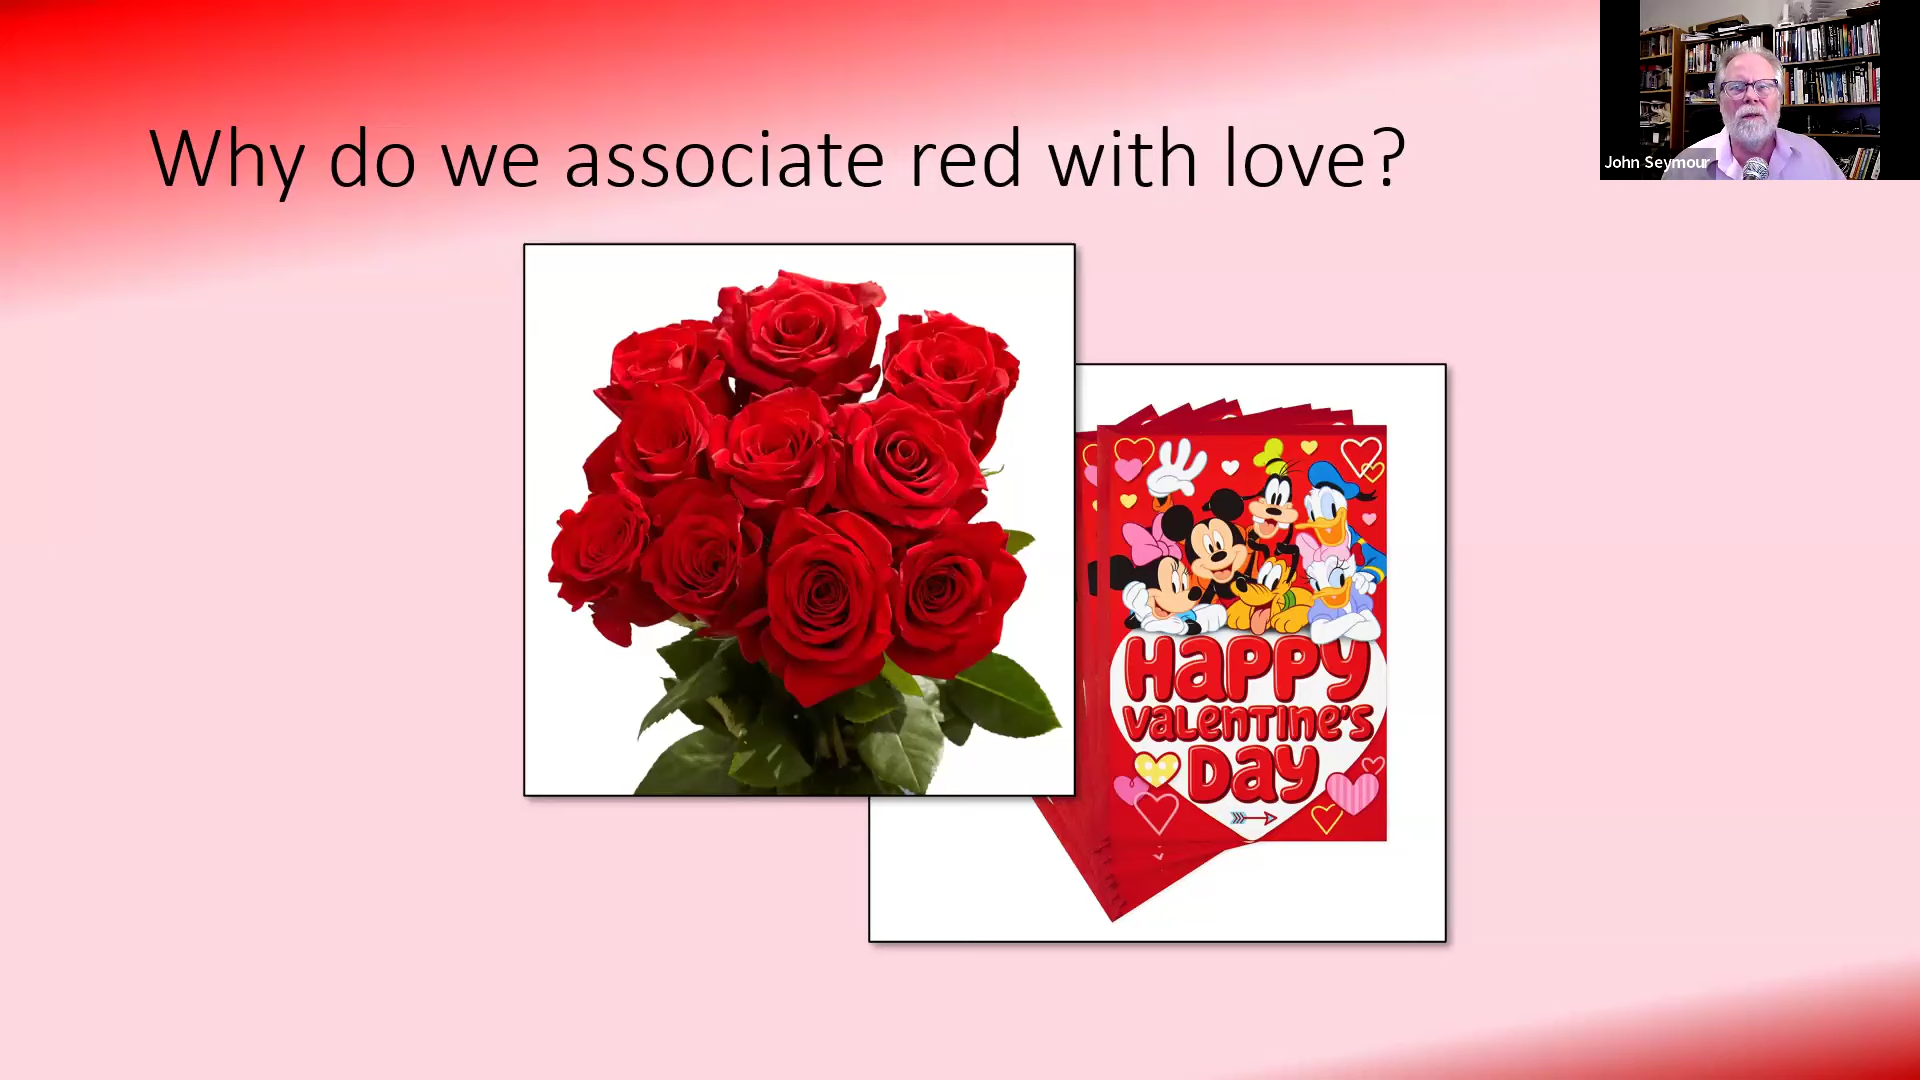 Why do we associate red with love?
John Seymour
Happy
Valentine's
Day